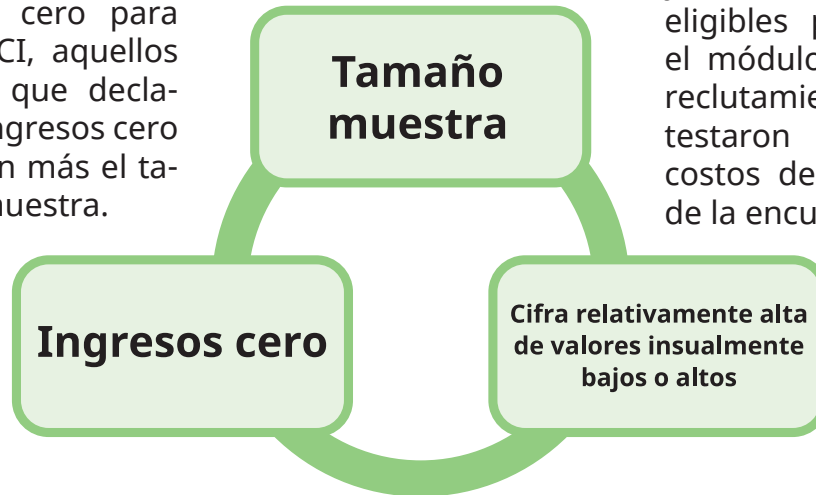 cero para
CI, aquellos
que decla-
ngresos cero
n más el ta-
muestra.
Tamaño
muestra
eligibles
el módulo
reclutamie
testaron
costos de
de la encu
Ingresos cero
Cifra relativamente alta
de valores insualmente
bajos o altos